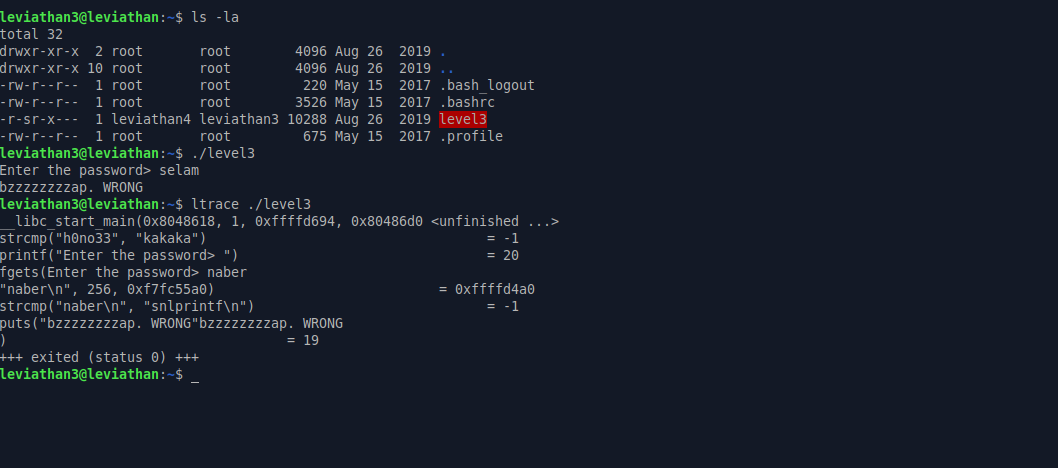 leviathan3@leviathan:~$ ls -la
total 32
drwxr-xr-x  2 root       root        4096 Aug 26  2019 .
drwxr-xr-x 10 root       root        4096 Aug 26  2019 ..
-rw-r--r--  1 root       root         220 May 15  2017 .bash_logout
-rw-r--r--  1 root       root        3526 May 15  2017 .bashrc
-r-sr-x---  1 leviathan4 leviathan3 10288 Aug 26  2019 level3
-rw-r--r--  1 root       root         675 May 15  2017 .profile
leviathan3@leviathan:~$ ./level3
Enter the password> selam
bzzzzzzzzap. WRONG
leviathan3@leviathan:~$ ltrace ./level3
__libc_start_main(0x8048618, 1, 0xffffd694, 0x80486d0 <unfinished ...>
strcmp("h0no33", "kakaka")                                   = -1
printf("Enter the password> ")                               = 20
fgets(Enter the password> naber
"naber\n", 256, 0xf7fc55a0)                            = 0xffffd4a0
strcmp("naber\n", "snlprintf\n")                             = -1
puts("bzzzzzzzzap. WRONG"bzzzzzzzzap. WRONG
)                                   = 19
+++ exited (status 0) +++
leviathan3@leviathan:~$ _